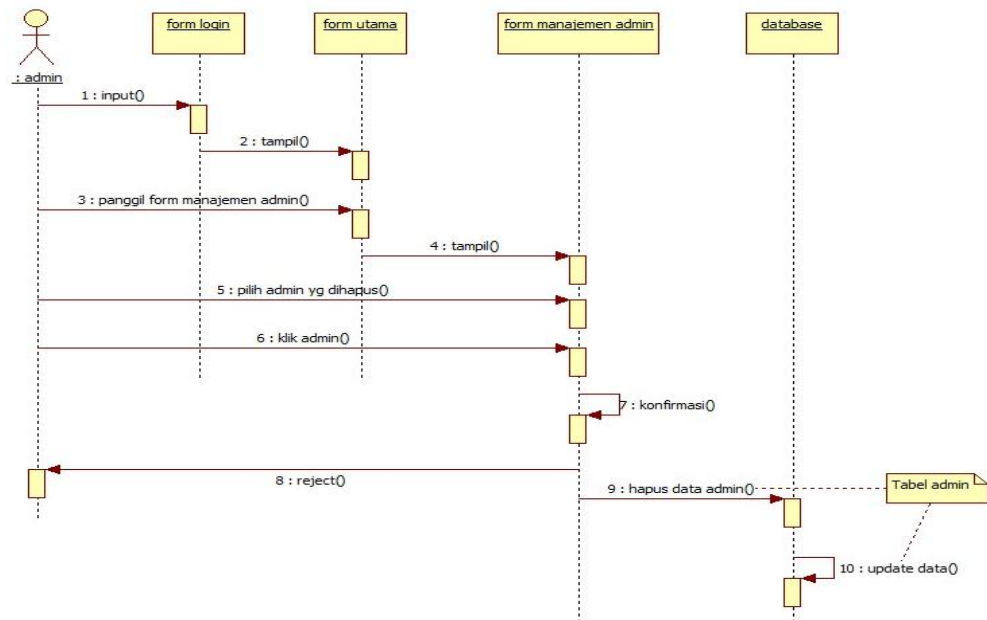 form login
form utama
form manajemen admin
database
: admin
1 : input()
2 : tampil()
3 : panggil form manajemen admin()
4 : tampil()
5 : pilih admin yg dihapus()
6 : klik admin()
7 : konfirmasi()
8 : reject()
9 : hapus data admin()
Tabel admin
10 : update data()